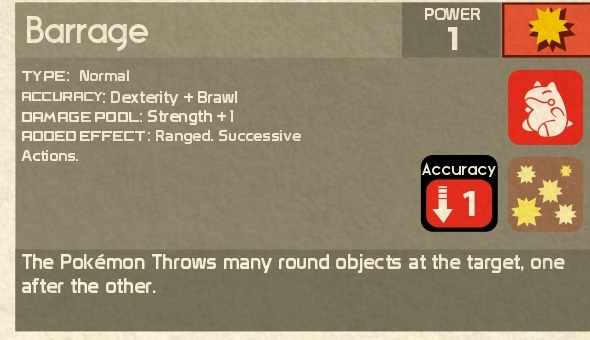 Barrage
POWER
1
TYPE: Normal
ACCURACY: Dexterity + Brawl
DAMAGE POOL: Strength +1
ADDED EFFECT: Ranged. Successive
Actions.
Accuracy
1
The Pokémon Throws many round objects at the target, one
after the other.